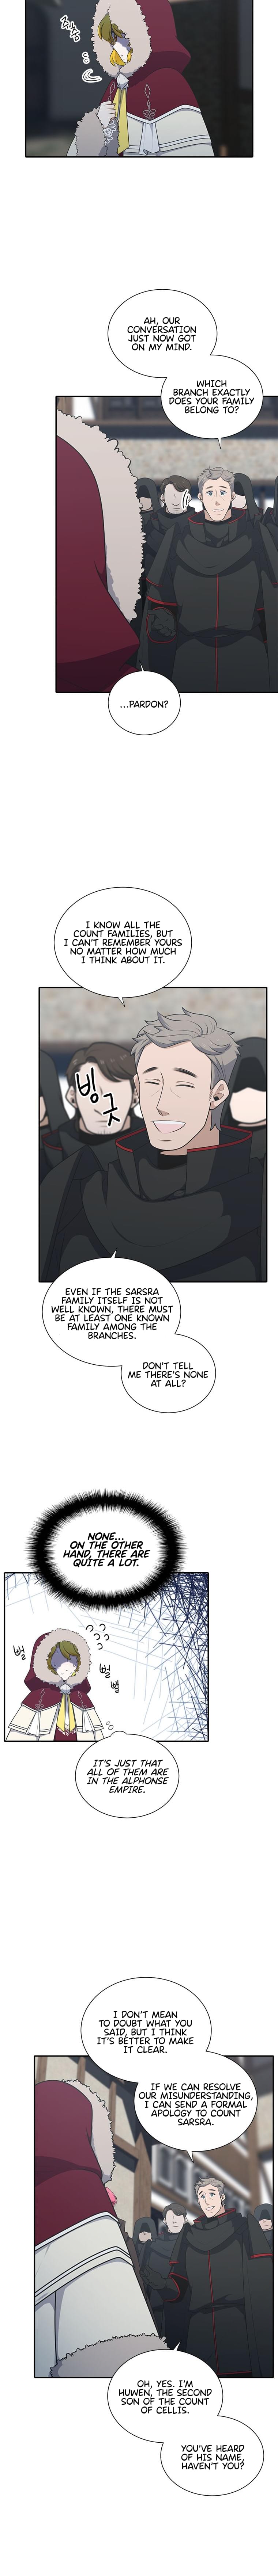 AH, OUR
CONVERSATION
JUST NOW GOT
ON MY MIND.
WHICH
BRANCH EXACTLY
DOES YOUR FAMILY
BELONG TO?
...PARDON?
I KNOW ALL THE
COUNT FAMILIES, BUT
I CAN'T REMEMBER YOURS
NO MATTER HOW MUCH
I THINK ABOUT IT.
빙긋
EVEN IF THE SARSRA
FAMILY ITSELF IS NOT
WELL KNOWN, THERE MUST
BE AT LEAST ONE KNOWN
FAMILY AMONG THE
BRANCHES.
DON'T TELL
ME THERE'S NONE
AT ALL?
NONE...
ON THE OTHER
HAND, THERE ARE
QUITE A LOT.
뻘
뻘
뻘
IT'S JUST THAT
ALL OF THEM ARE
IN THE ALPHONSE
EMPIRE.
I DON'T MEAN
TO DOUBT WHAT YOU
SAID, BUT I THINK
IT'S BETTER TO MAKE
IT CLEAR.
IF WE CAN RESOLVE
OUR MISUNDERSTANDING,
I CAN SEND A FORMAL
APOLOGY TO COUNT
SARSRA.
OH, YES. I'M
HUWEN, THE SECOND
SON OF THE COUNT
OF CELLIS.
YOU'VE HEARD
OF HIS NAME,
HAVEN'T YOU?